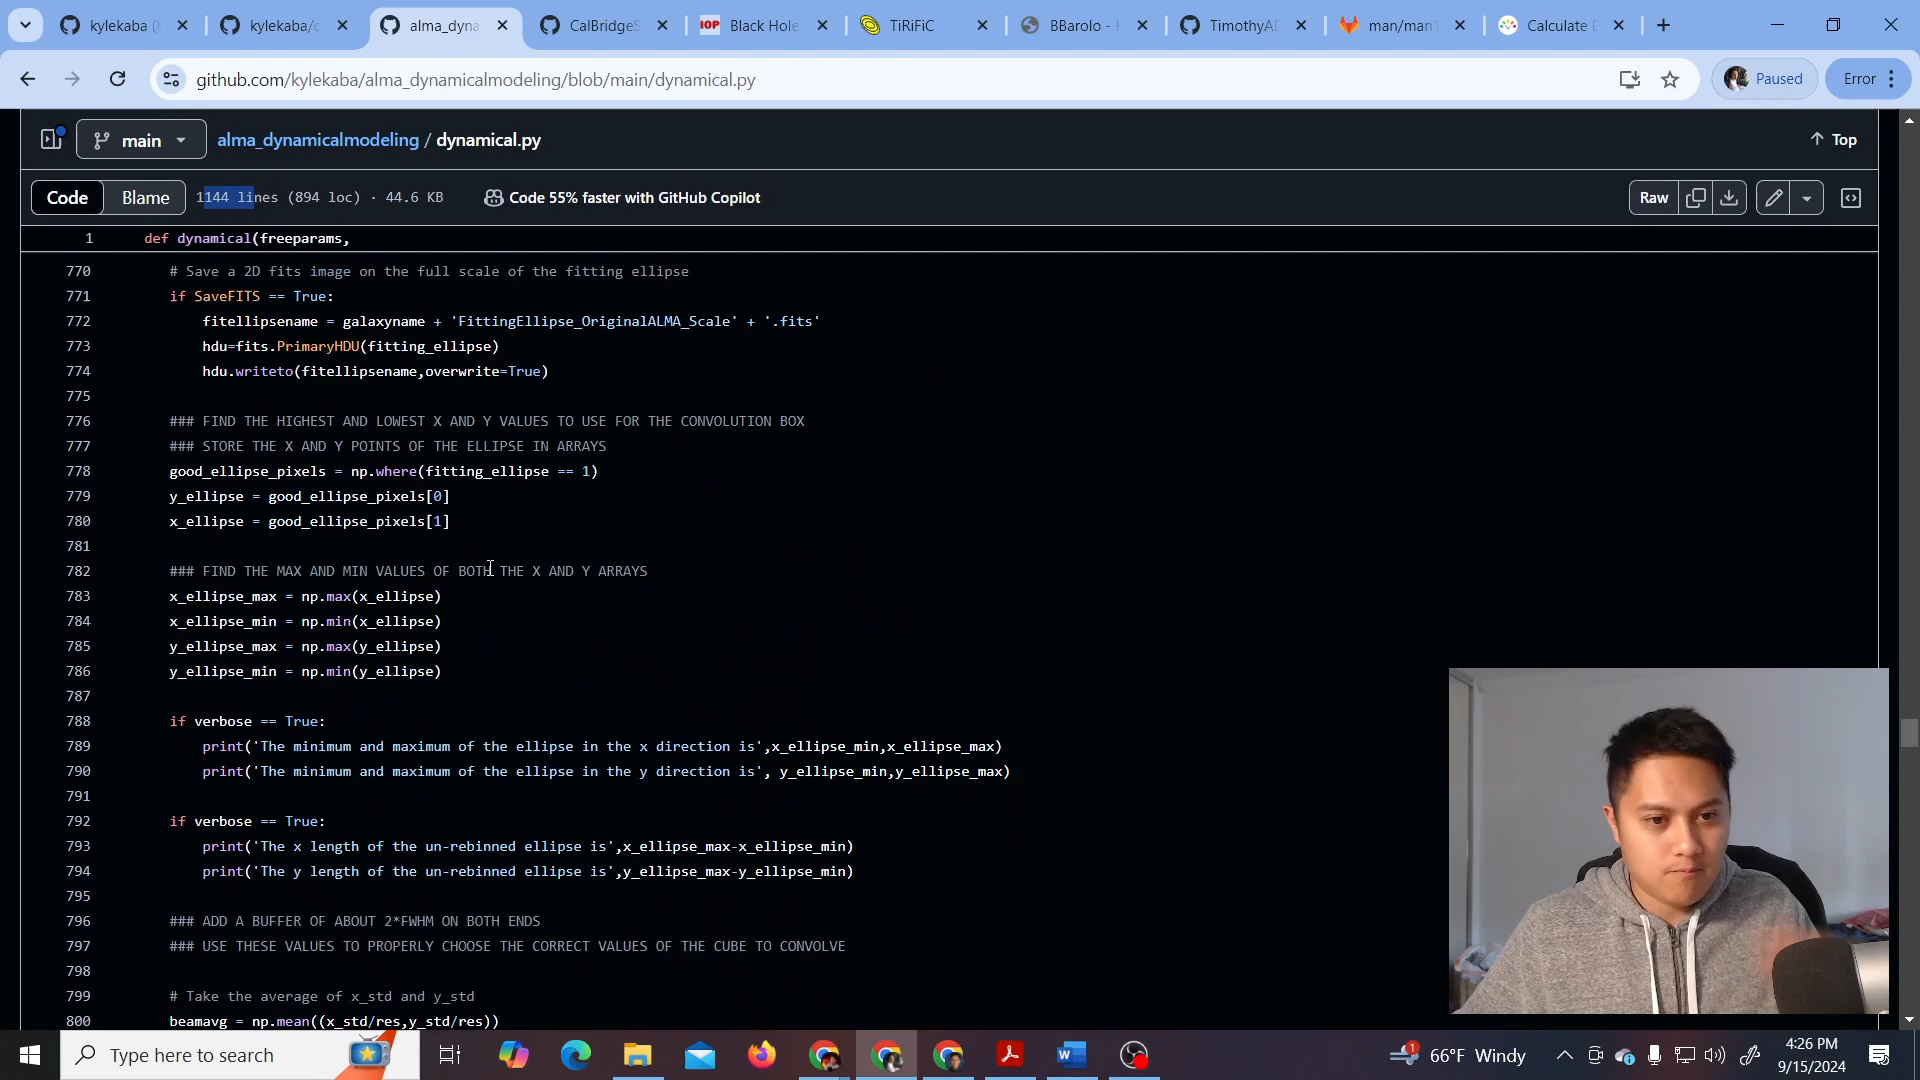 kylekaba (
kylekaba/c
alma_dyna
CalBridgeS
IOP Black Hole
TiRiFiC
BBarolo -
TimothyAD
man/man1
Calculate D
github.com/kylekaba/alma_dynamicalmodeling/blob/main/dynamical.py
Paused
Error
main
alma_dynamicalmodeling / dynamical.py
Top
Code
Blame
1144 lines (894 loc) · 44.6 KB
Code 55% faster with GitHub Copilot
Raw
1 def dynamical(freeparams,
770 # Save a 2D fits image on the full scale of the fitting ellipse
771 if SaveFITS == True:
772 fitellipsename = galaxyname + 'FittingEllipse_OriginalALMA_Scale' + '.fits'
773 hdu=fits.PrimaryHDU(fitting_ellipse)
774 hdu.writeto(fitellipsename,overwrite=True)
775
776 ### FIND THE HIGHEST AND LOWEST X AND Y VALUES TO USE FOR THE CONVOLUTION BOX
777 ### STORE THE X AND Y POINTS OF THE ELLIPSE IN ARRAYS
778 good_ellipse_pixels = np.where(fitting_ellipse == 1)
779 y_ellipse = good_ellipse_pixels[0]
780 x_ellipse = good_ellipse_pixels[1]
781
782 ### FIND THE MAX AND MIN VALUES OF BOTH THE X AND Y ARRAYS
783 x_ellipse_max = np.max(x_ellipse)
784 x_ellipse_min = np.min(x_ellipse)
785 y_ellipse_max = np.max(y_ellipse)
786 y_ellipse_min = np.min(y_ellipse)
787
788 if verbose == True:
789 print('The minimum and maximum of the ellipse in the x direction is',x_ellipse_min,x_ellipse_max)
790 print('The minimum and maximum of the ellipse in the y direction is', y_ellipse_min,y_ellipse_max)
791
792 if verbose == True:
793 print('The x length of the un-rebinned ellipse is',x_ellipse_max-x_ellipse_min)
794 print('The y length of the un-rebinned ellipse is',y_ellipse_max-y_ellipse_min)
795
796 ### ADD A BUFFER OF ABOUT 2*FWHM ON BOTH ENDS
797 ### USE THESE VALUES TO PROPERLY CHOOSE THE CORRECT VALUES OF THE CUBE TO CONVOLVE
798
799 # Take the average of x_std and y_std
800 beamavg = np.mean((x_std/res,y_std/res))
Type here to search
1
66°F Windy
4:26 PM
9/15/2024